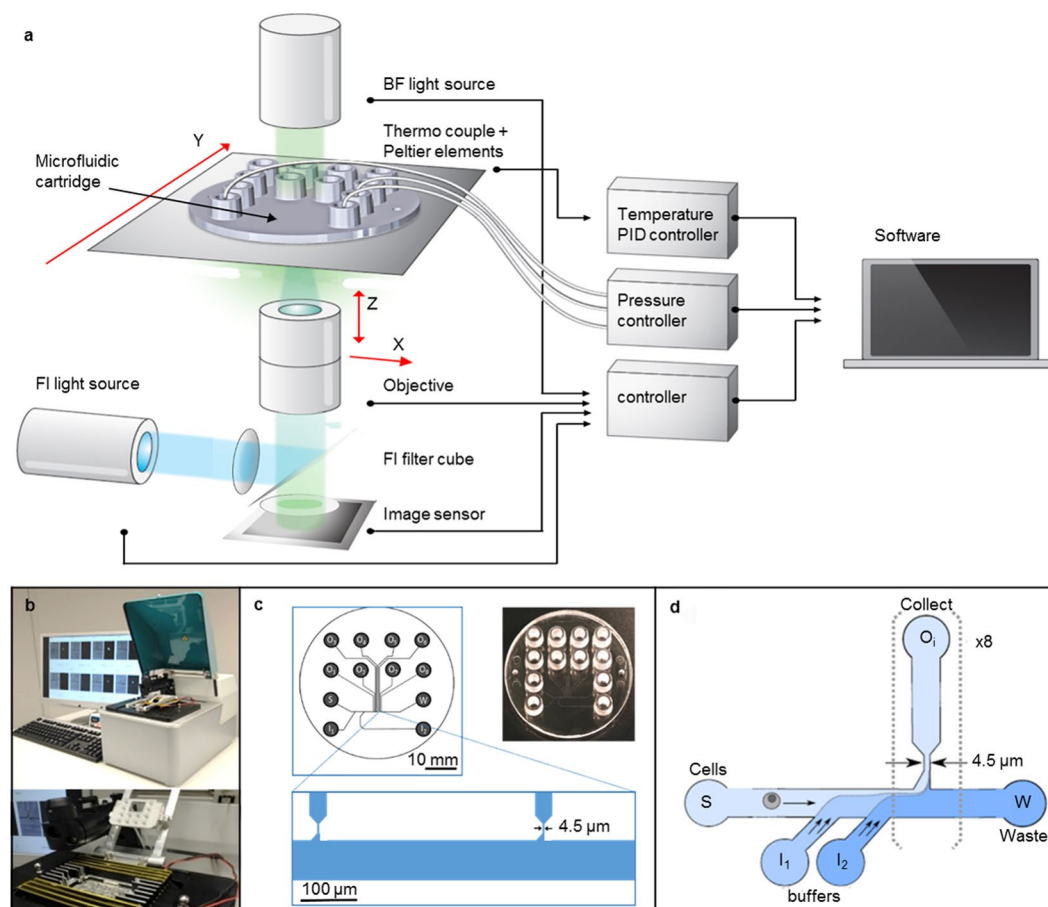 a
BF light source
Thermo couple +
Peltier elements
Y
Microfluidic
cartridge
Temperature
PID controller
Software
Pressure
controller
Z
X
FI light source
Objective
controller
FI filter cube
Image sensor
b
c
10 mm
4.5 µm
100 µm
S
W
I1
I2
d
Collect
Oi
x8
4.5 µm
Cells
S
W
Waste
I1
I2
buffers